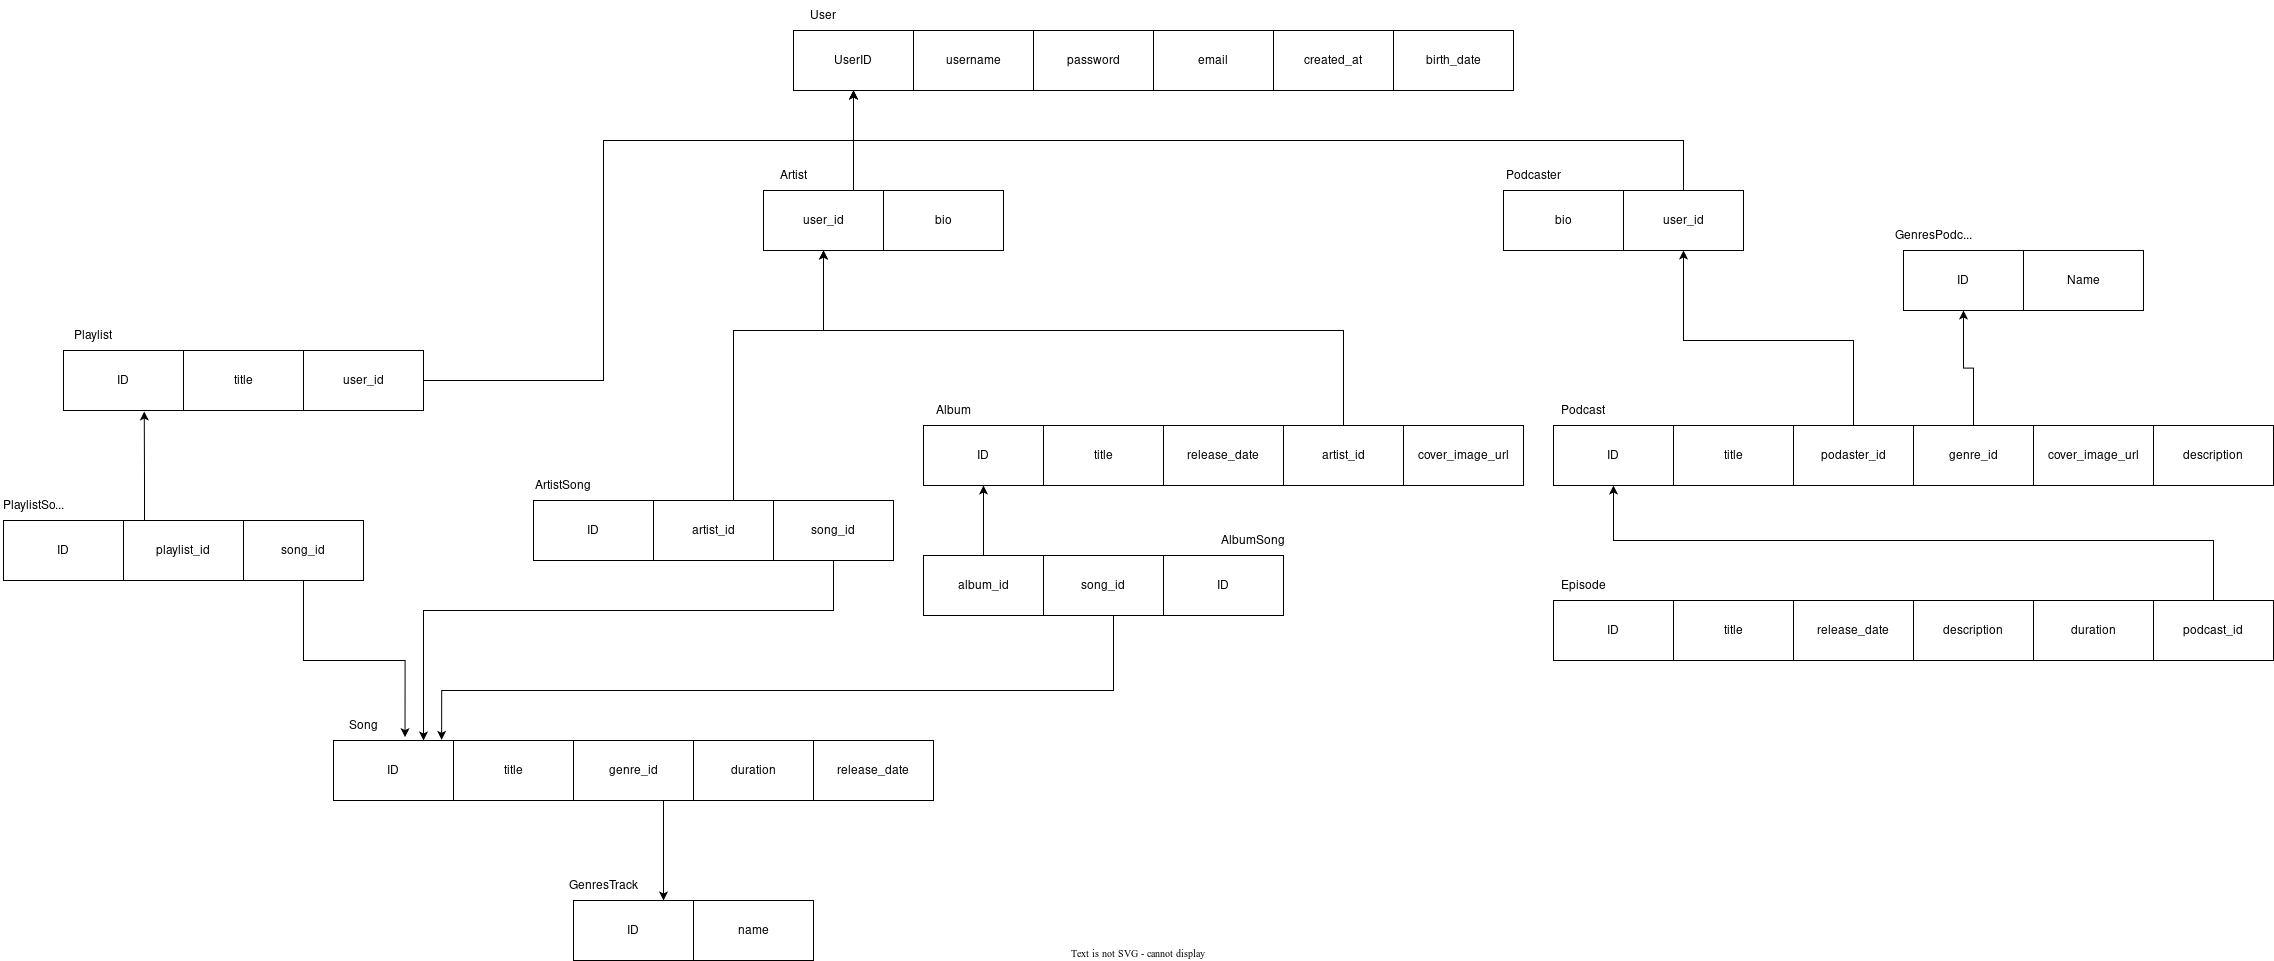 User
UserID username password email created_at birth_date
Artist
user_id bio
Podcaster
bio user_id
GenresPodc...
ID Name
Playlist
ID title user_id
Album
ID title release_date artist_id cover_image_url
Podcast
ID title podaster_id genre_id cover_image_url description
ArtistSong
ID artist_id song_id
PlaylistSo...
ID playlist_id song_id
AlbumSong
album_id song_id ID
Episode
ID title release_date description duration podcast_id
Song
ID title genre_id duration release_date
GenresTrack
ID name
Text is not SVG - cannot display